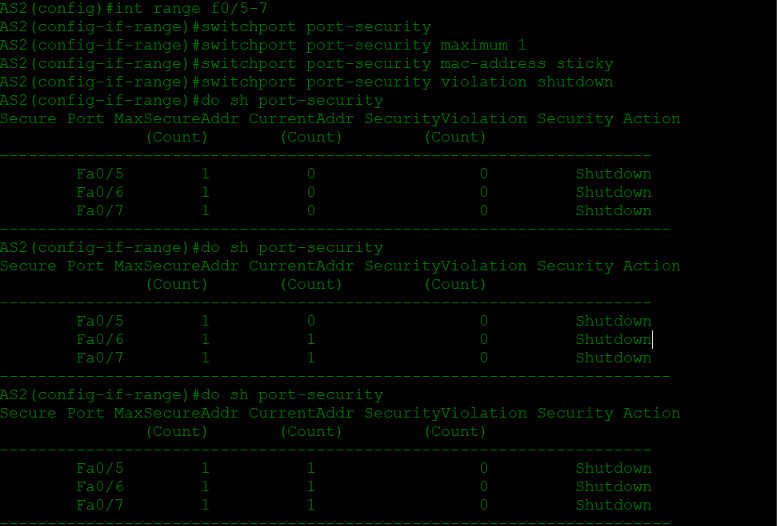 AS2(config)#int range f0/5-7
AS2(config-if-range)#switchport port-security
AS2(config-if-range)#switchport port-security maximum 1
AS2(config-if-range)#switchport port-security mac-address sticky
AS2(config-if-range)#switchport port-security violation shutdown
AS2(config-if-range)#do sh port-security
Secure Port MaxSecureAddr CurrentAddr SecurityViolation Security Action
(Count) (Count) (Count)
--------------------------------------------------------------------
Fa0/5 1 0 0 Shutdown
Fa0/6 1 0 0 Shutdown
Fa0/7 1 0 0 Shutdown
----------------------------------------------------------------------
AS2(config-if-range)#do sh port-security
Secure Port MaxSecureAddr CurrentAddr SecurityViolation Security Action
(Count) (Count) (Count)
--------------------------------------------------------------------
Fa0/5 1 0 0 Shutdown
Fa0/6 1 1 0 Shutdown
Fa0/7 1 1 0 Shutdown
----------------------------------------------------------------------
AS2(config-if-range)#do sh port-security
Secure Port MaxSecureAddr CurrentAddr SecurityViolation Security Action
(Count) (Count) (Count)
--------------------------------------------------------------------
Fa0/5 1 1 0 Shutdown
Fa0/6 1 1 0 Shutdown
Fa0/7 1 1 0 Shutdown
----------------------------------------------------------------------